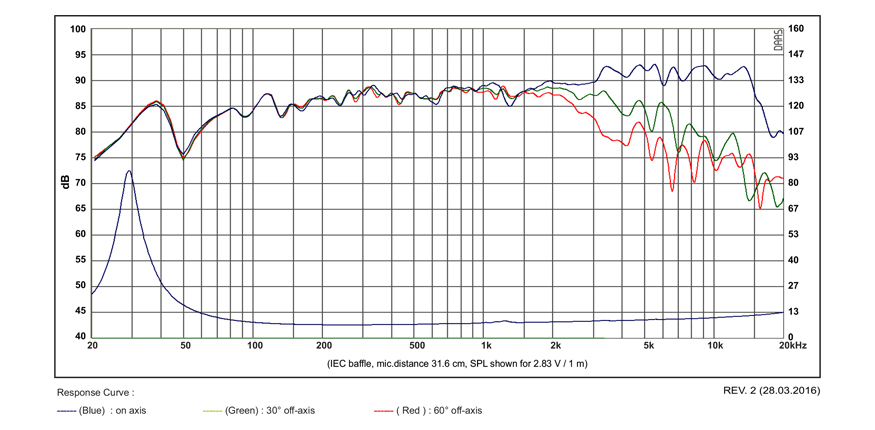 100 160
95 147
90 133
85 120
80 107
75 93
70 80
65 67
60 53
55 40
50 27
45 13
40 0
dB
DAAS
20 50 100 200 500 1k 2k 5k 10k 20kHz
(IEC baffle, mic.distance 31.6 cm, SPL shown for 2.83 V / 1 m)
Response Curve :
REV. 2 (28.03.2016)
(Blue) : on axis (Green) : 30° off-axis ( Red ) : 60° off-axis